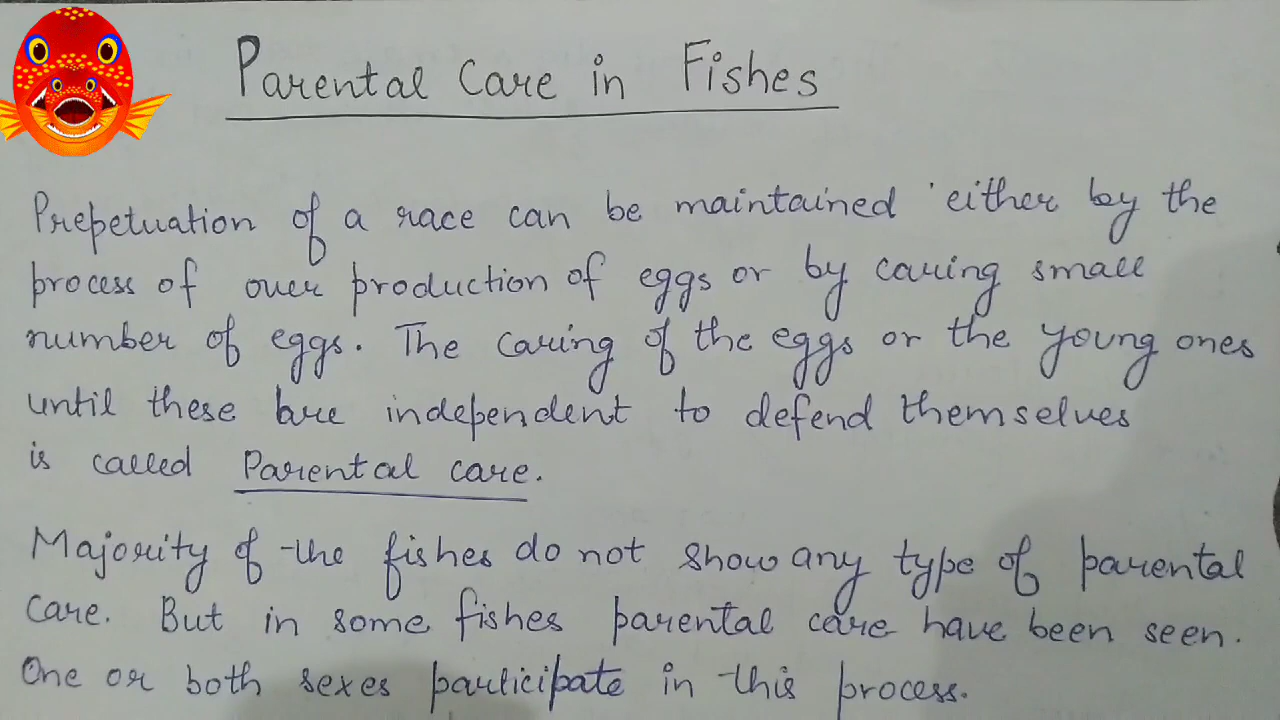 Parental Care in Fishes
Prepetuation of a race can be maintained either by the
process of over production of eggs or by caring small
number of eggs. The caring of the eggs or the young ones
until these are independent to defend themselves
is called Parental care.
Majority of the fishes do not show any type of parental
care. But in some fishes parental care have been seen.
One or both sexes participate in this process.